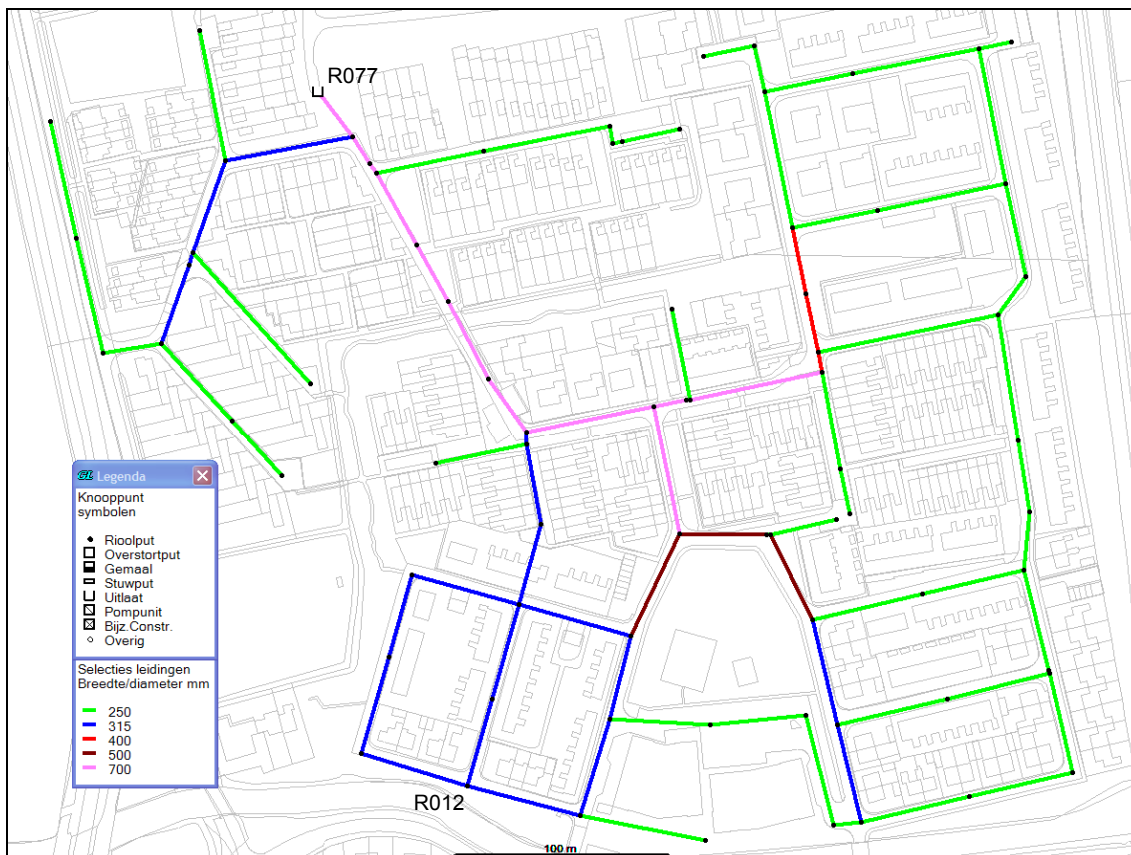 R077
Legenda
Knooppunt
symbolen
Rioolput
Overstortput
Gemaal
Stuwput
Uitlaat
Pompunit
Bijz.Constr.
Overig
Selecties leidingen
Breedte/diameter mm
250
315
400
500
700
R012
100 m